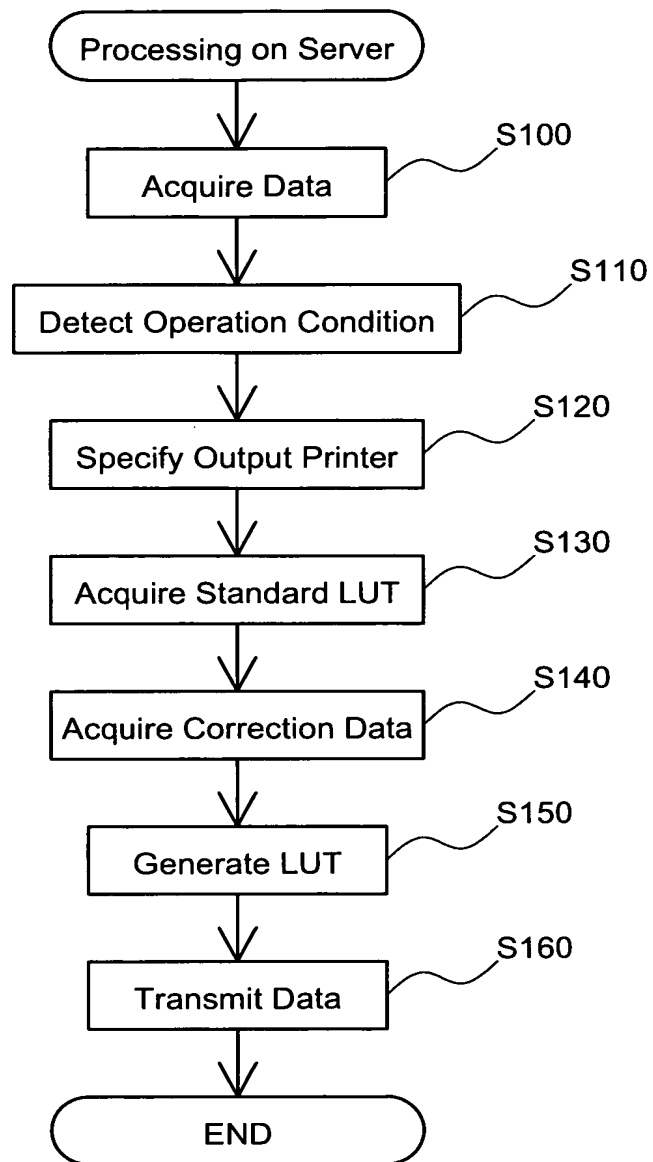 Processing on Server
S100
Acquire Data
S110
Detect Operation Condition
S120
Specify Output Printer
S130
Acquire Standard LUT
S140
Acquire Correction Data
S150
Generate LUT
S160
Transmit Data
END